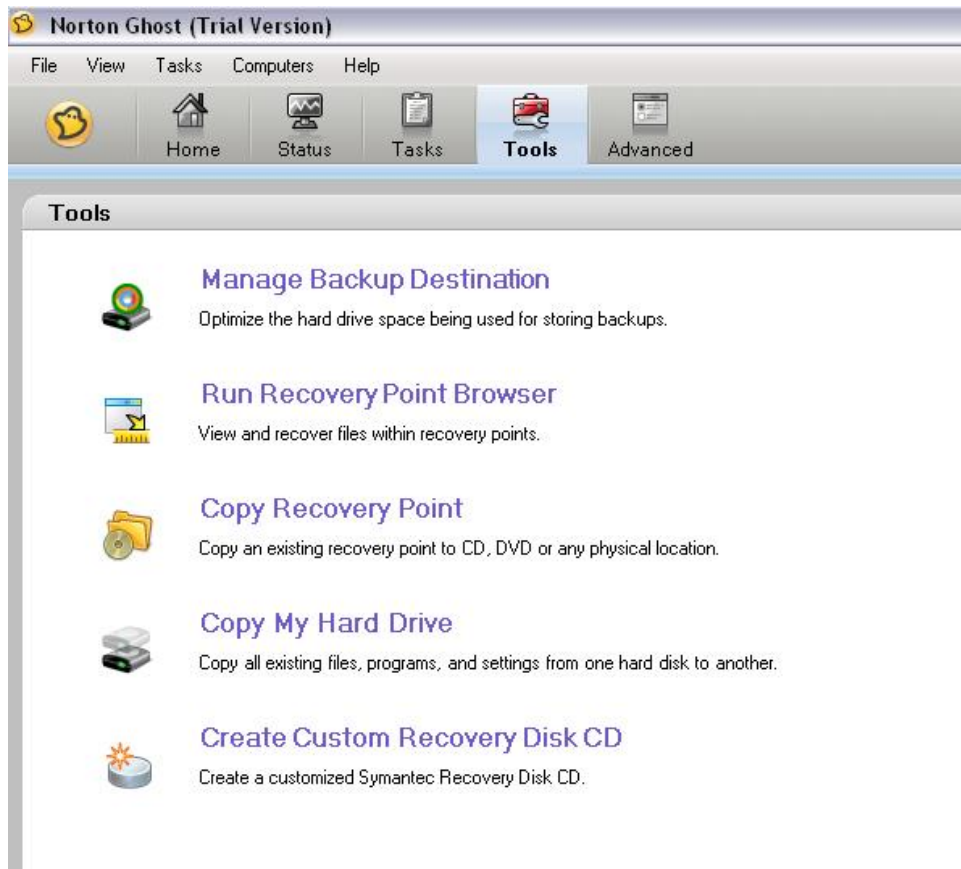 Norton Ghost (Trial Version)
File View Tasks Computers Help
Home Status Tasks Tools Advanced
Tools
Manage Backup Destination
Optimize the hard drive space being used for storing backups.
Run Recovery Point Browser
View and recover files within recovery points.
Copy Recovery Point
Copy an existing recovery point to CD, DVD or any physical location.
Copy My Hard Drive
Copy all existing files, programs, and settings from one hard disk to another.
Create Custom Recovery Disk CD
Create a customized Symantec Recovery Disk CD.